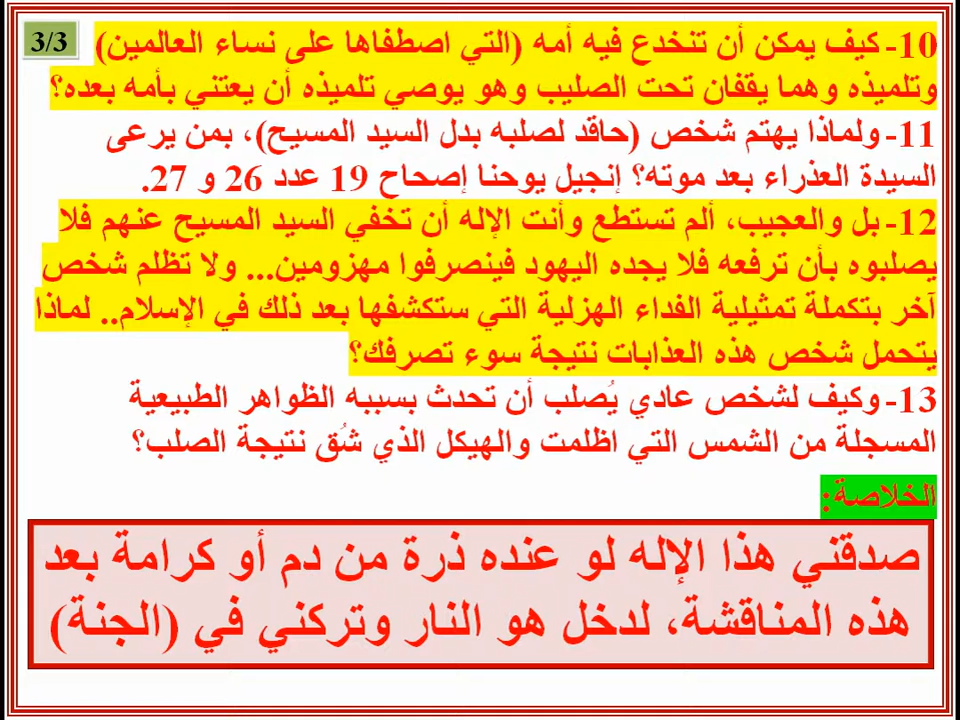 3/3
10- كيف يمكن أن تنخدع فيه أمه (التي اصطفاها على نساء العالمين)
وتلميذه وهما يقفان تحت الصليب وهو يوصي تلميذه أن يعتني بأمه بعده؟
11- ولماذا يهتم شخص (حاقد لصلبه بدل السيد المسيح)، بمن يرعى
السيدة العذراء بعد موته؟ إنجيل يوحنا إصحاح 19 عدد 26 و 27.
12- بل والعجيب، ألم تستطع وأنت الإله أن تخفي السيد المسيح عنهم فلا
يصلبوه بأن ترفعه فلا يجده اليهود فينصرفوا مهزومين... ولا تظلم شخص
آخر بتكملة تمثيلية الفداء الهزلية التي ستكشفها بعد ذلك في الإسلام.. لماذا
يتحمل شخص هذه العذابات نتيجة سوء تصرفك؟
13- وكيف لشخص عادي يُصلب أن تحدث بسببه الظواهر الطبيعية
المسجلة من الشمس التي اظلمت والهيكل الذي شُق نتيجة الصلب؟
الخلاصة:
صدقني هذا الإله لو عنده ذرة من دم أو كرامة بعد
هذه المناقشة، لدخل هو النار وتركني في (الجنة)